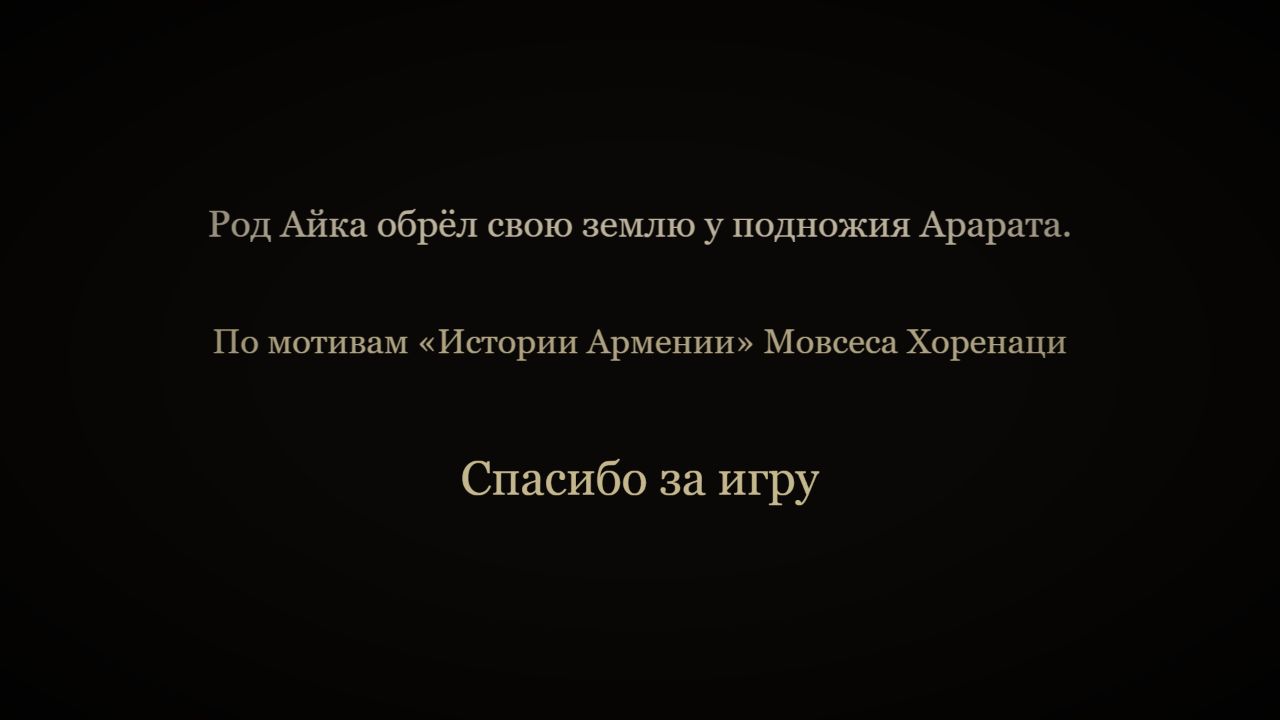 Род Айка обрёл свою землю у подножия Арарата.
По мотивам «Истории Армении» Мовсеса Хоренаци
Спасибо за игру